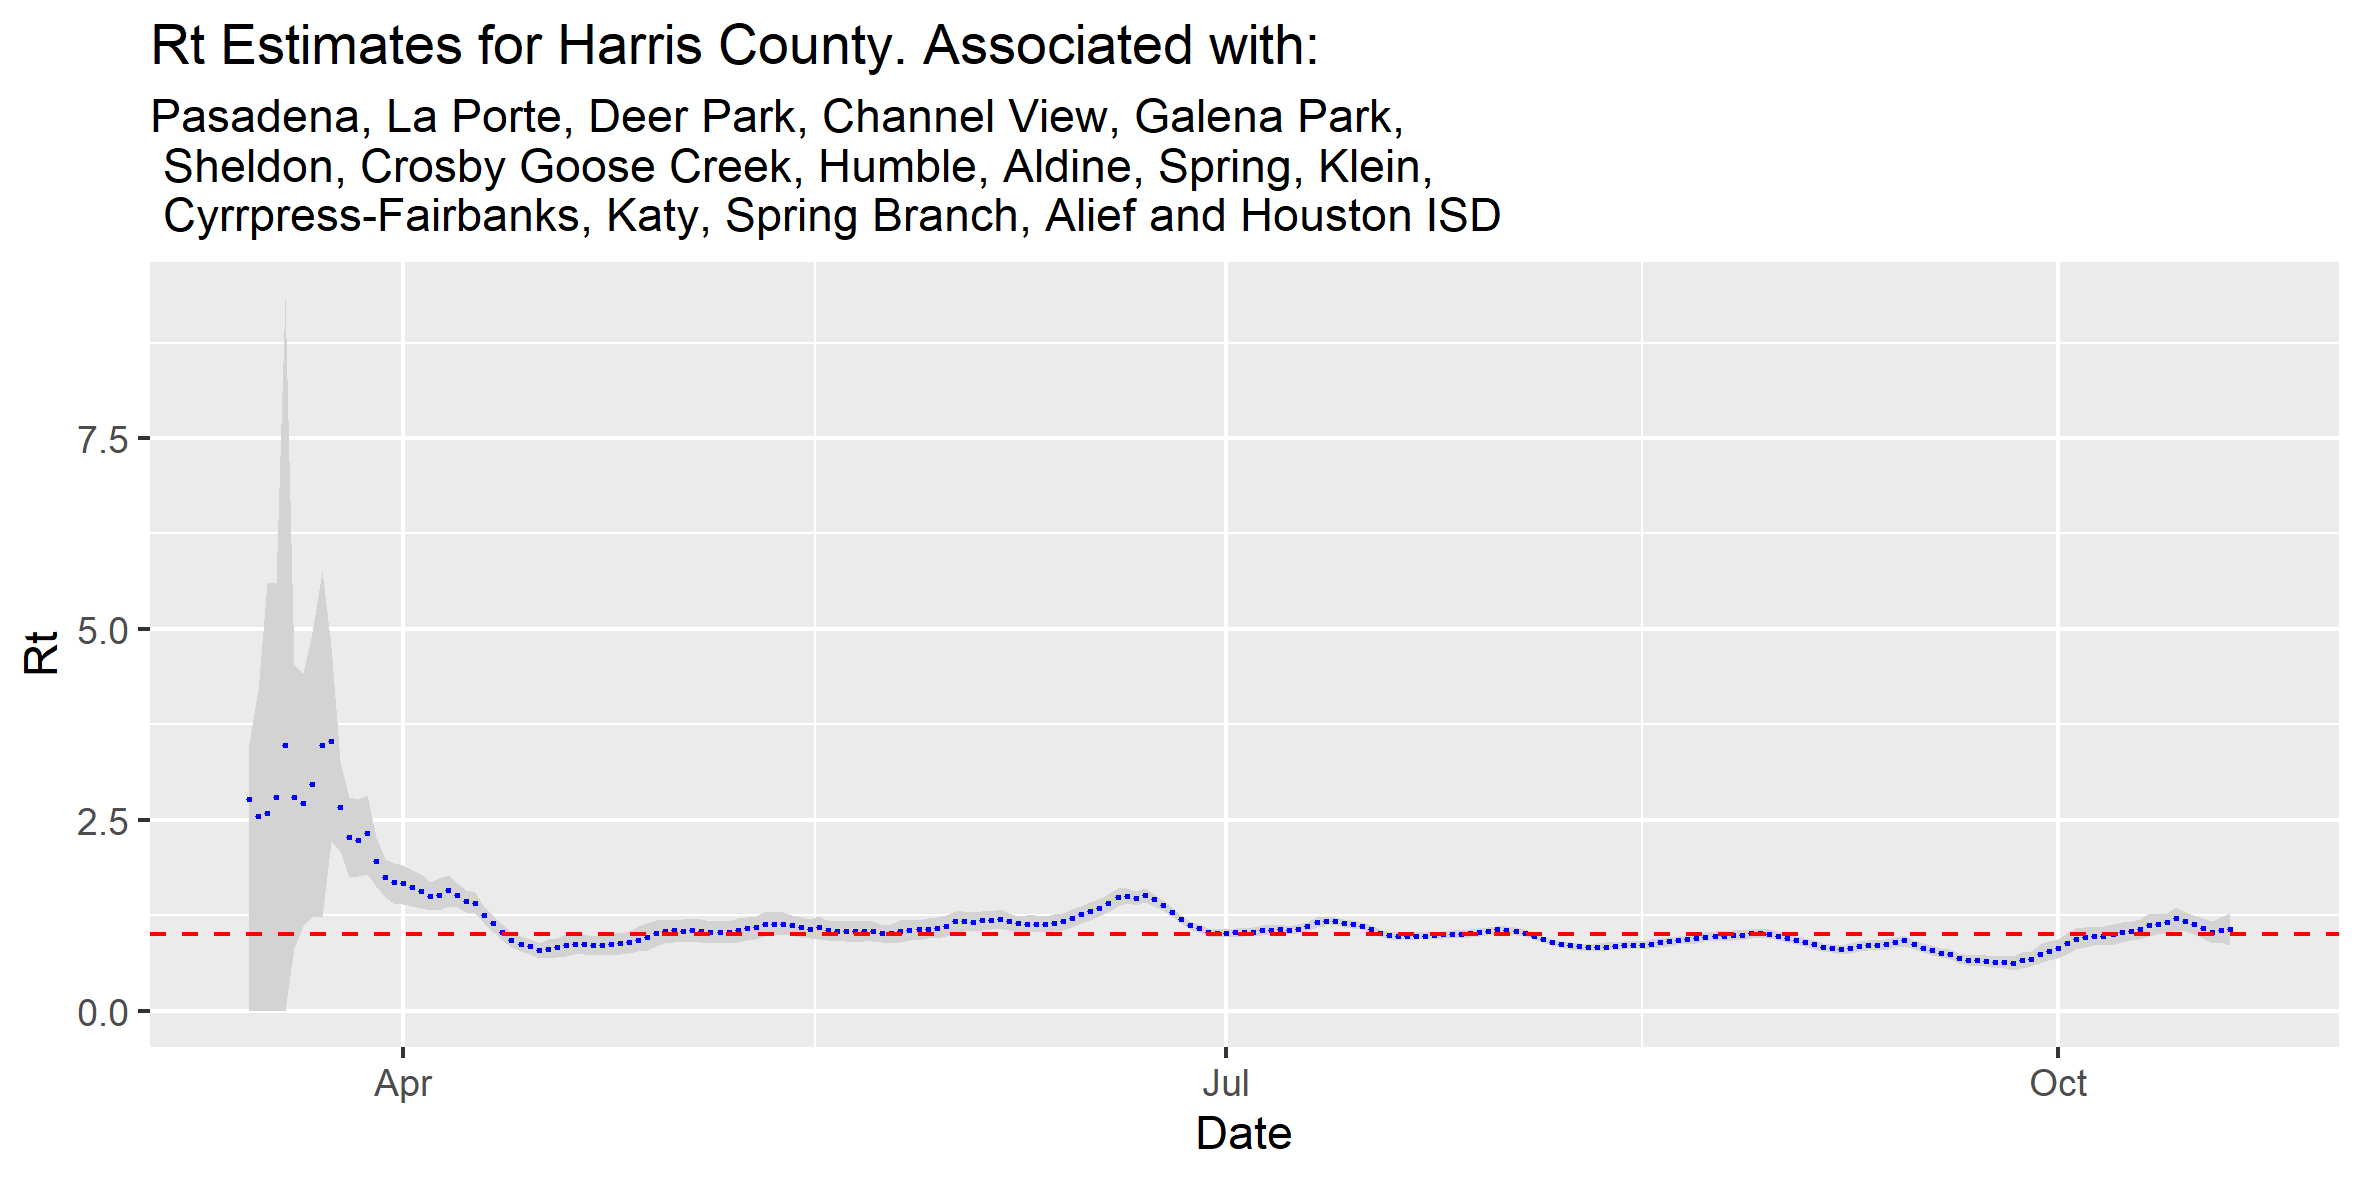 Rt Estimates for Harris County. Associated with:
Pasadena, La Porte, Deer Park, Channel View, Galena Park,
Sheldon, Crosby Goose Creek, Humble, Aldine, Spring, Klein,
Cyrrpress-Fairbanks, Katy, Spring Branch, Alief and Houston ISD
7.5
5.0
2.5
0.0
Rt
Apr
Jul
Oct
Date